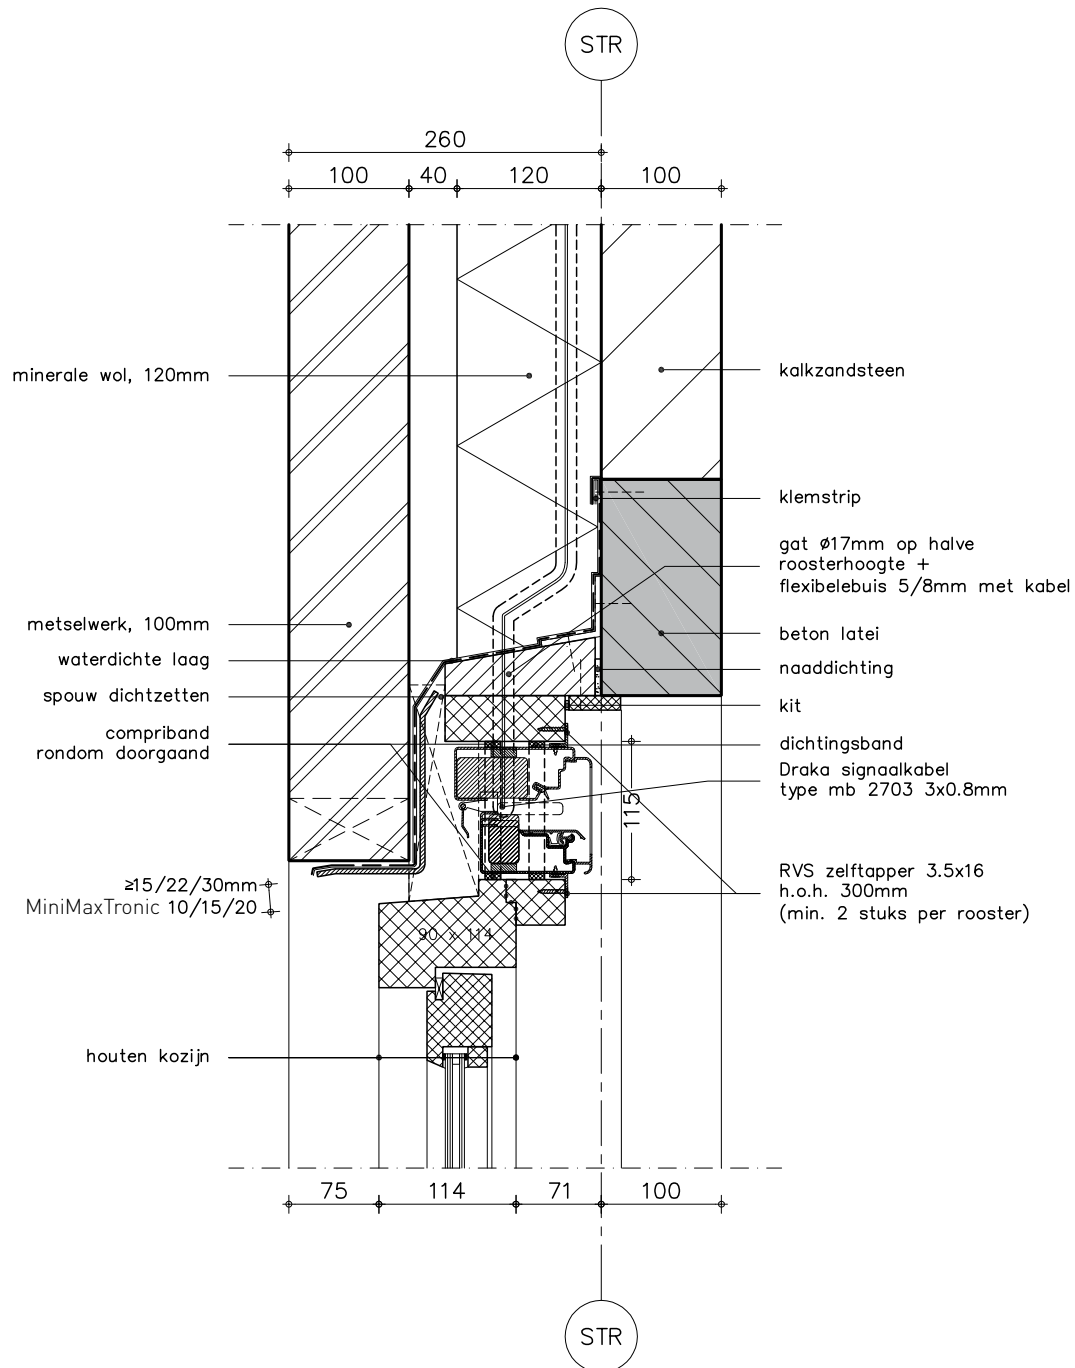 STR
260
100 40 120 100
minerale wol, 120mm
kalkzandsteen
klemstrip
gat ø17mm op halve
roosterhoogte +
flexibelebuis 5/8mm met kabel
metselwerk, 100mm
beton latei
waterdichte laag
naaddichting
spouw dichtzetten
kit
compriband
rondom doorgaand
dichtingsband
Draka signaalkabel
type mb 2703 3x0.8mm
115
RVS zelftapper 3.5x16
h.o.h. 300mm
(min. 2 stuks per rooster)
≥15/22/30mm
MiniMaxTronic 10/15/20
90 x 114
houten kozijn
75 114 71 100
STR